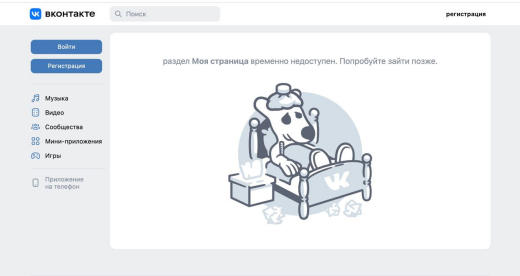 вконтакте
Поиск
регистрация
Войти
Регистрация
раздел Моя страница временно недоступен. Попробуйте зайти позже.
Музыка
Видео
Сообщества
Мини-приложения
Игры
Приложение
на телефон